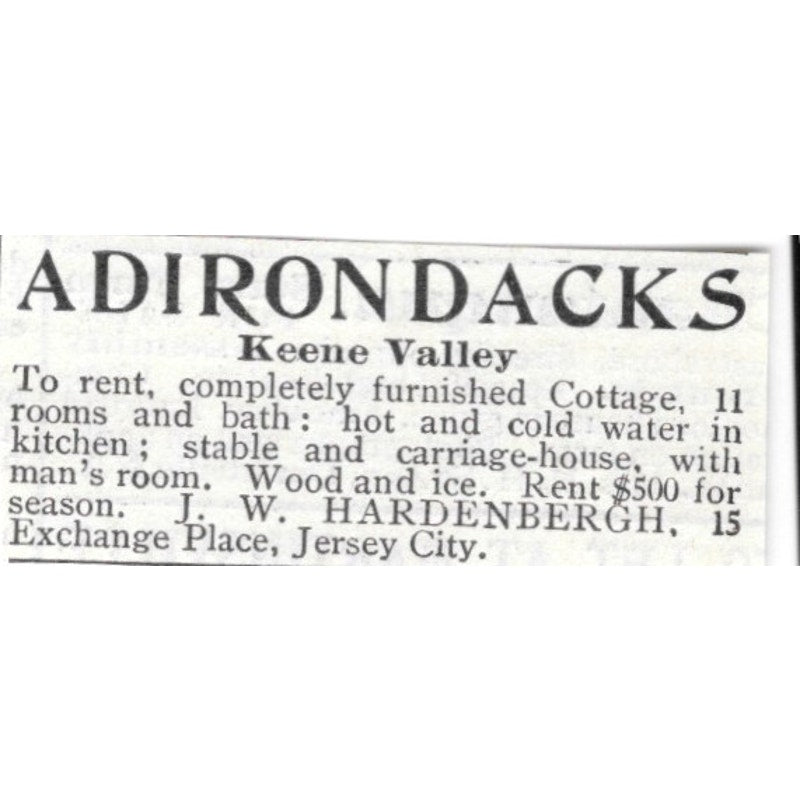 ADIRONDACKS
Keene Valley
To rent, completely furnished Cottage, 11
rooms and bath: hot and cold water in
kitchen; stable and carriage-house, with
man's room. Wood and ice. Rent $500 for
season. J. W. HARDENBERGH, 15
Exchange Place, Jersey City.